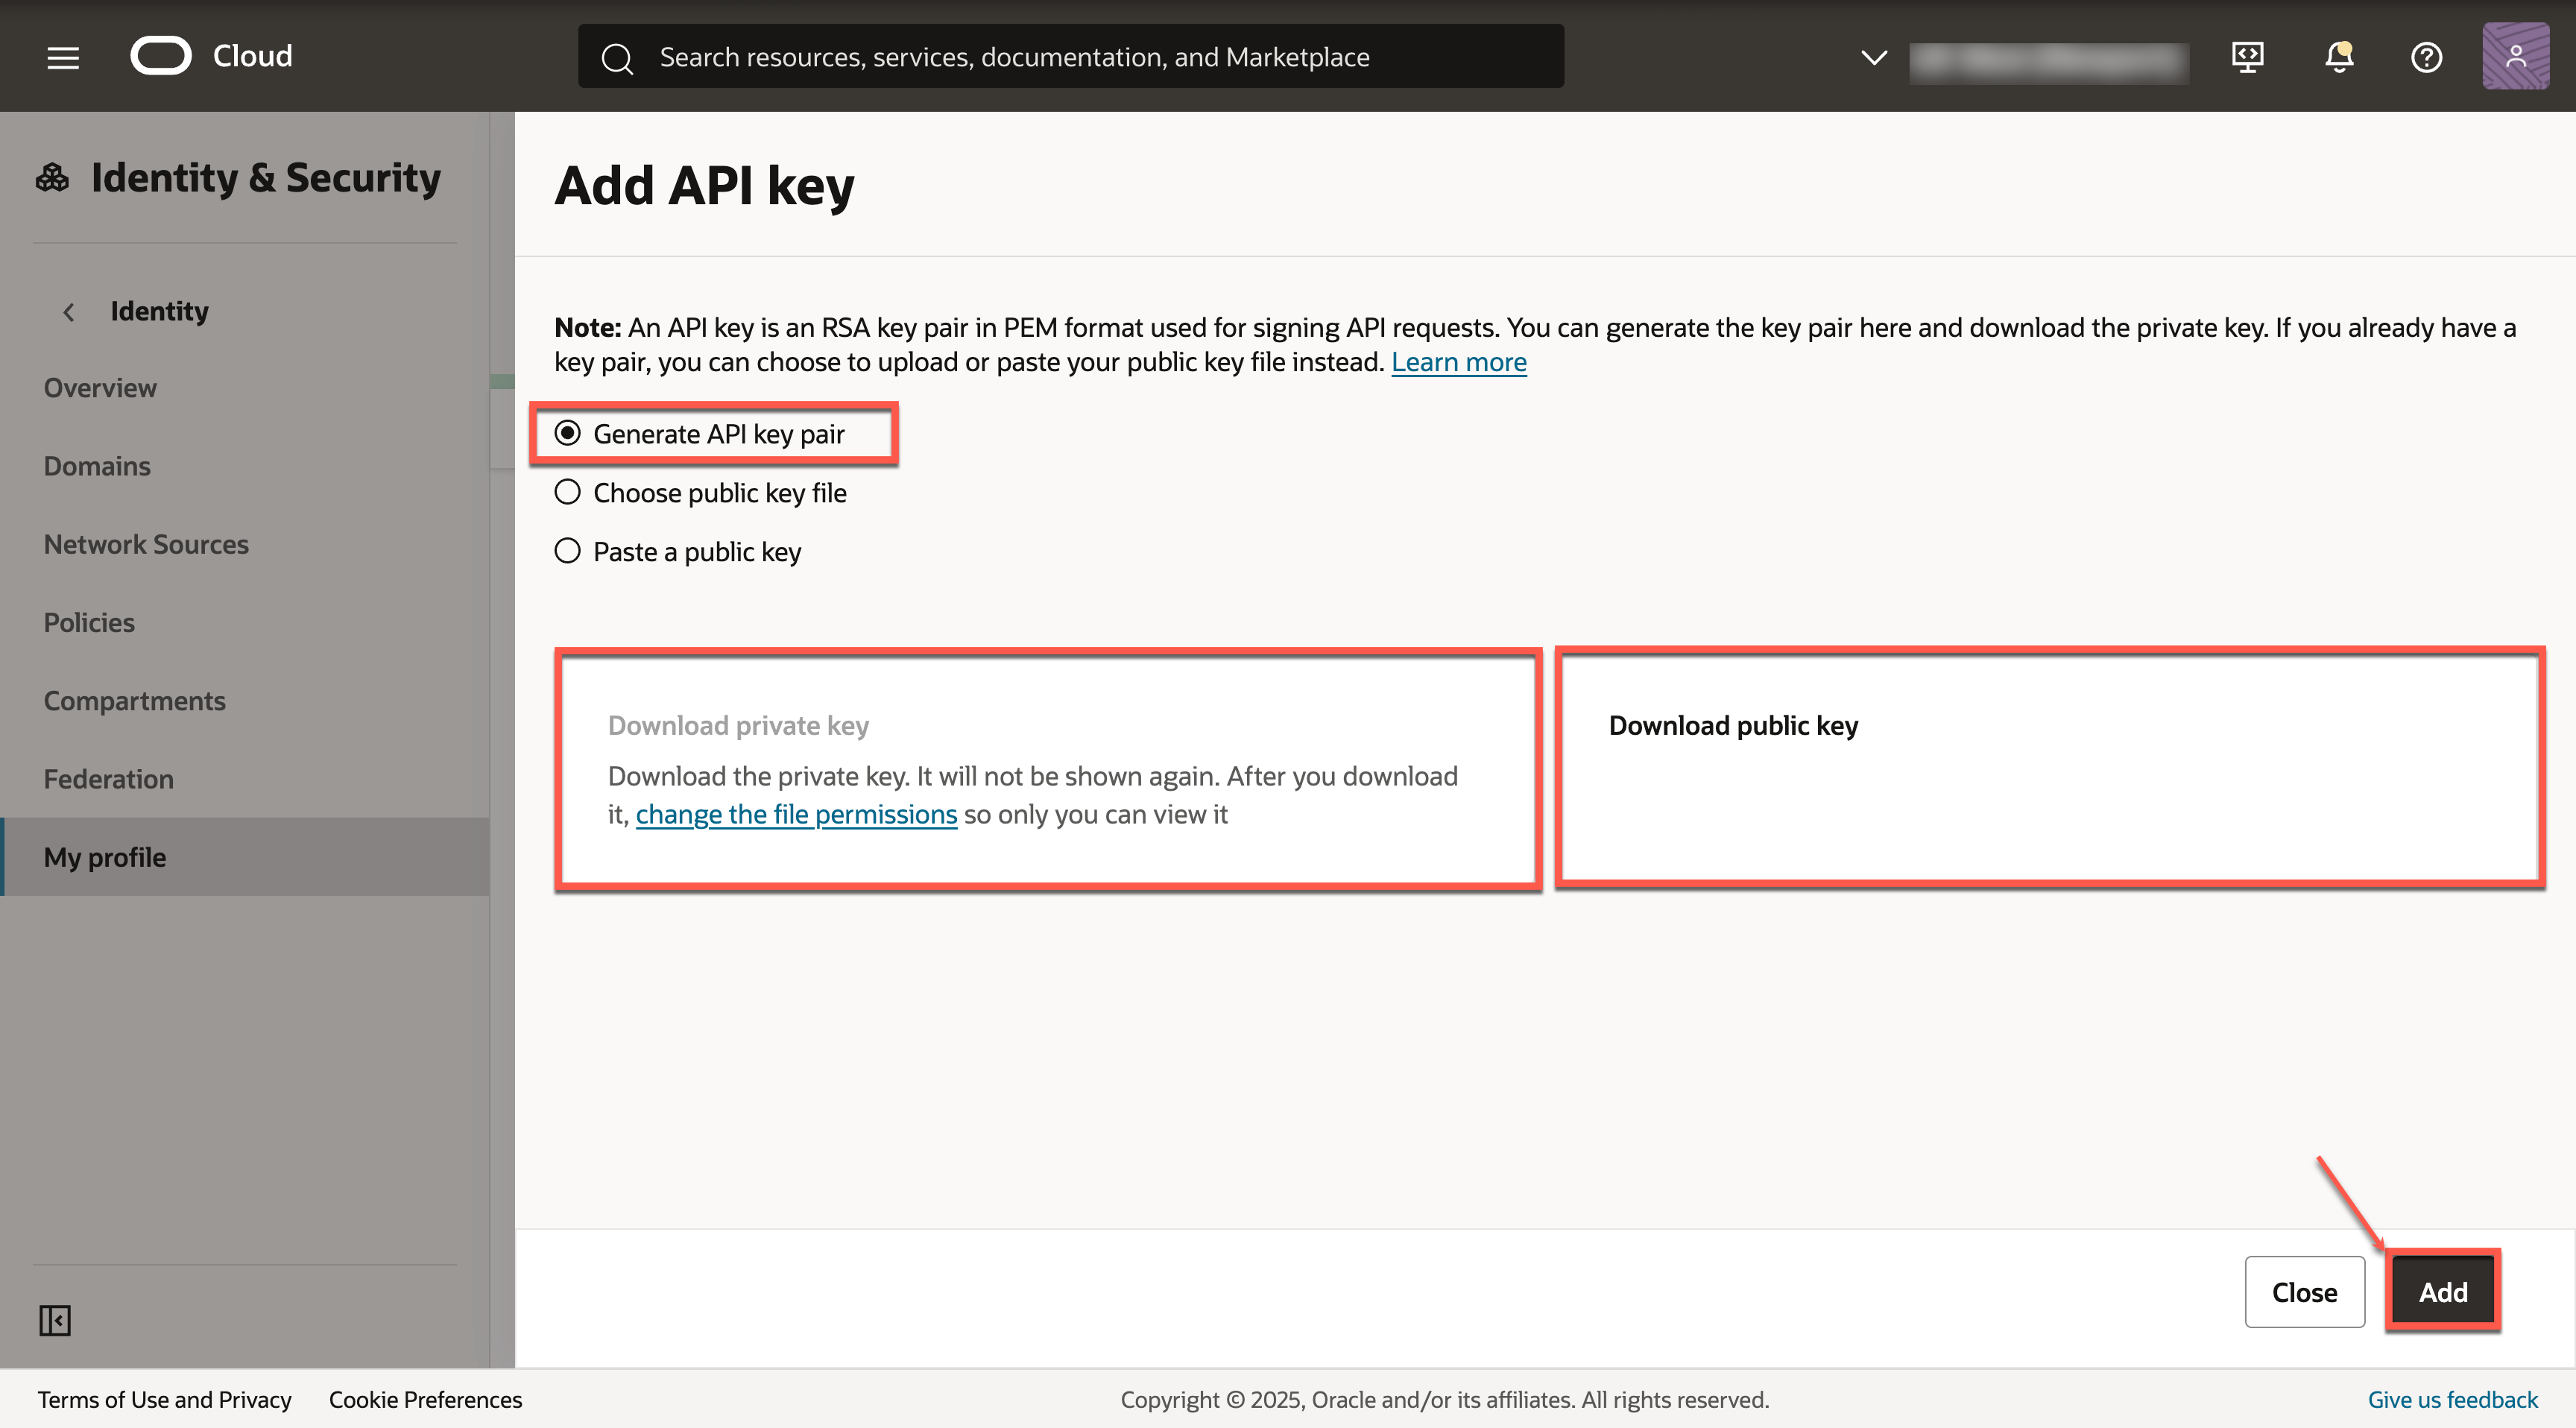 Cloud
Search resources, services, documentation, and Marketplace
Identity & Security
Identity
Overview
Domains
Network Sources
Policies
Compartments
Federation
My profile
Add API key
Note: An API key is an RSA key pair in PEM format used for signing API requests. You can generate the key pair here and download the private key. If you already have a
key pair, you can choose to upload or paste your public key file instead. Learn more
Generate API key pair
Choose public key file
Paste a public key
Download private key
Download the private key. It will not be shown again. After you download
it, change the file permissions so only you can view it
Download public key
Close
Add
Terms of Use and Privacy
Cookie Preferences
Copyright © 2025, Oracle and/or its affiliates. All rights reserved.
Give us feedback